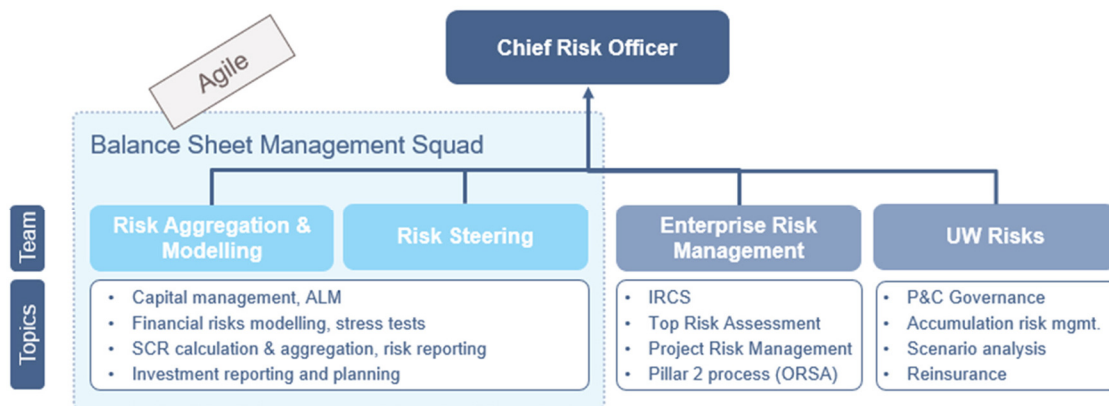 Chief Risk Officer
Agile
Balance Sheet Management Squad
Team
Risk Aggregation &
Modelling
Risk Steering
Enterprise Risk
Management
UW Risks
Topics
• Capital management, ALM
• Financial risks modelling, stress tests
• SCR calculation & aggregation, risk reporting
• Investment reporting and planning
• IRCS
• Top Risk Assessment
• Project Risk Management
• Pillar 2 process (ORSA)
• P&C Governance
• Accumulation risk mgmt.
• Scenario analysis
• Reinsurance